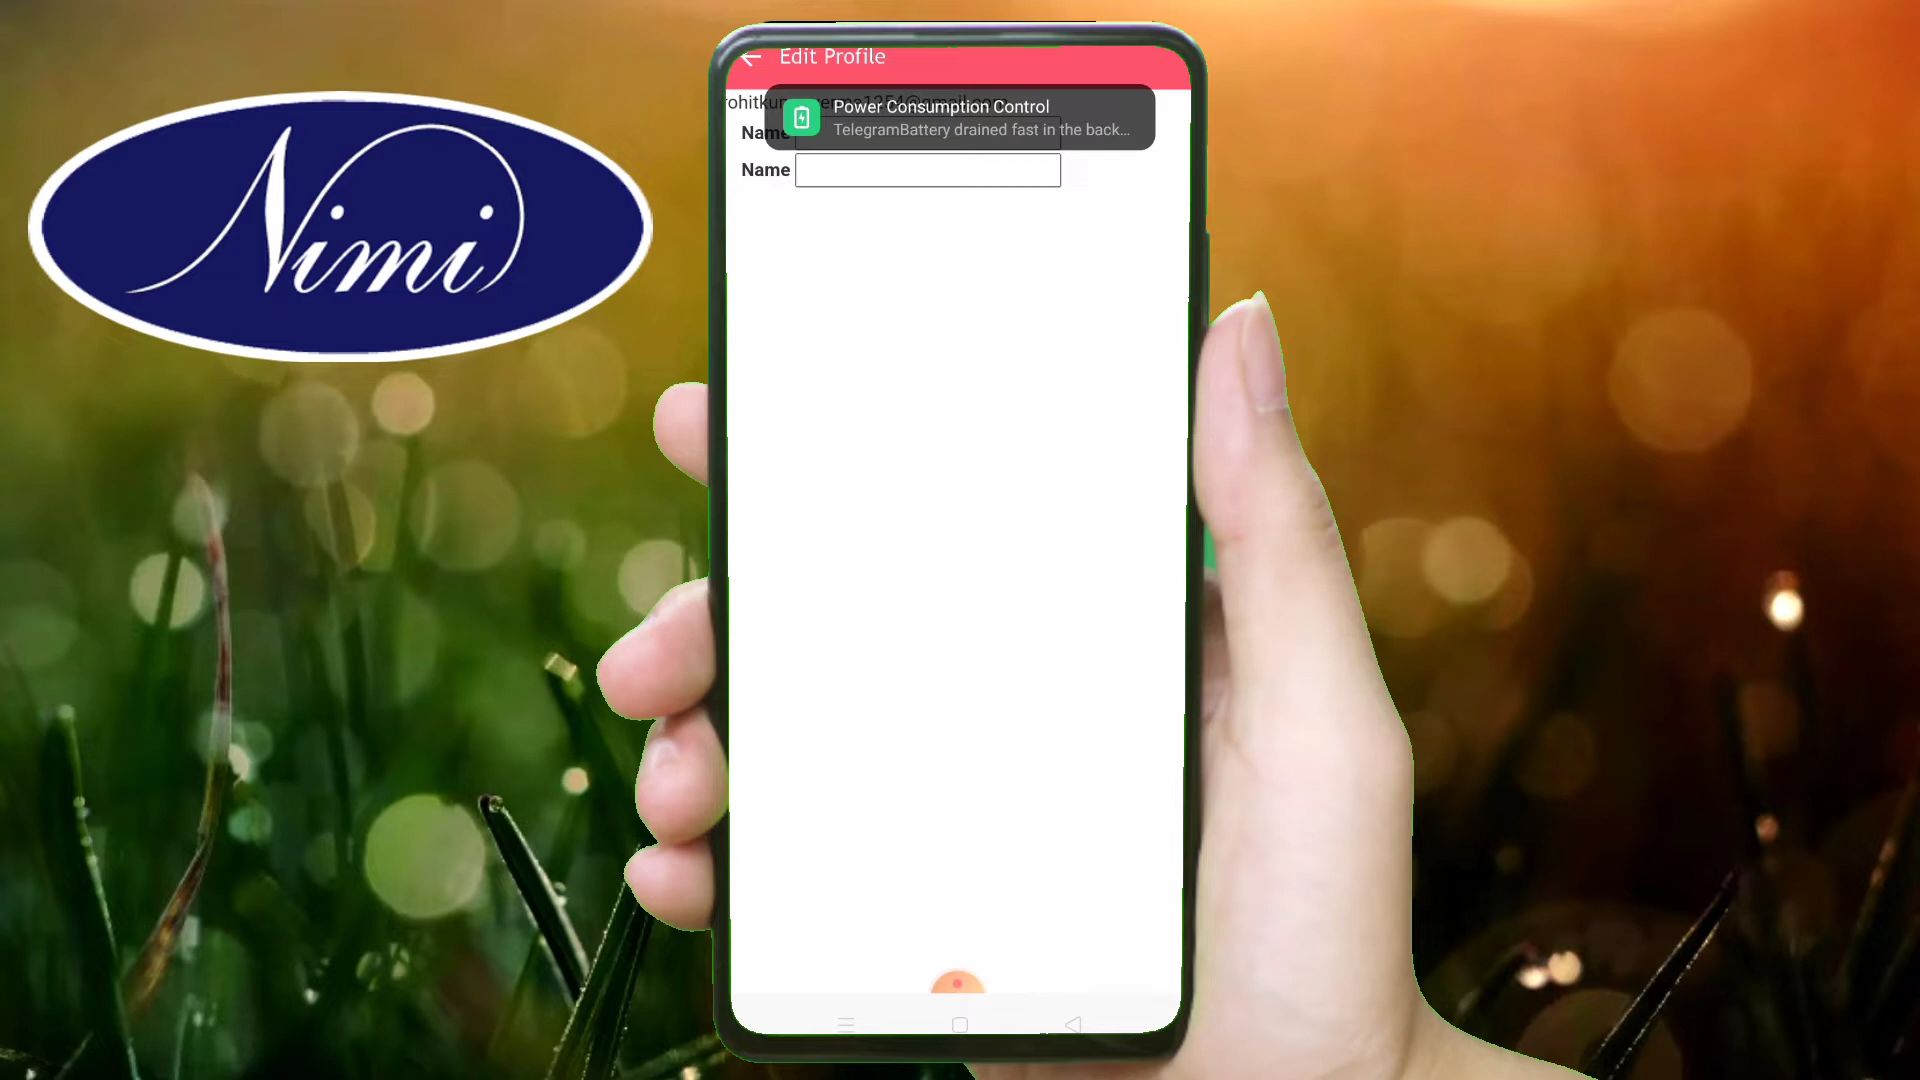 Nimi
Edit Profile
Power Consumption Control
TelegramBattery drained fast in the back...
Name
Name